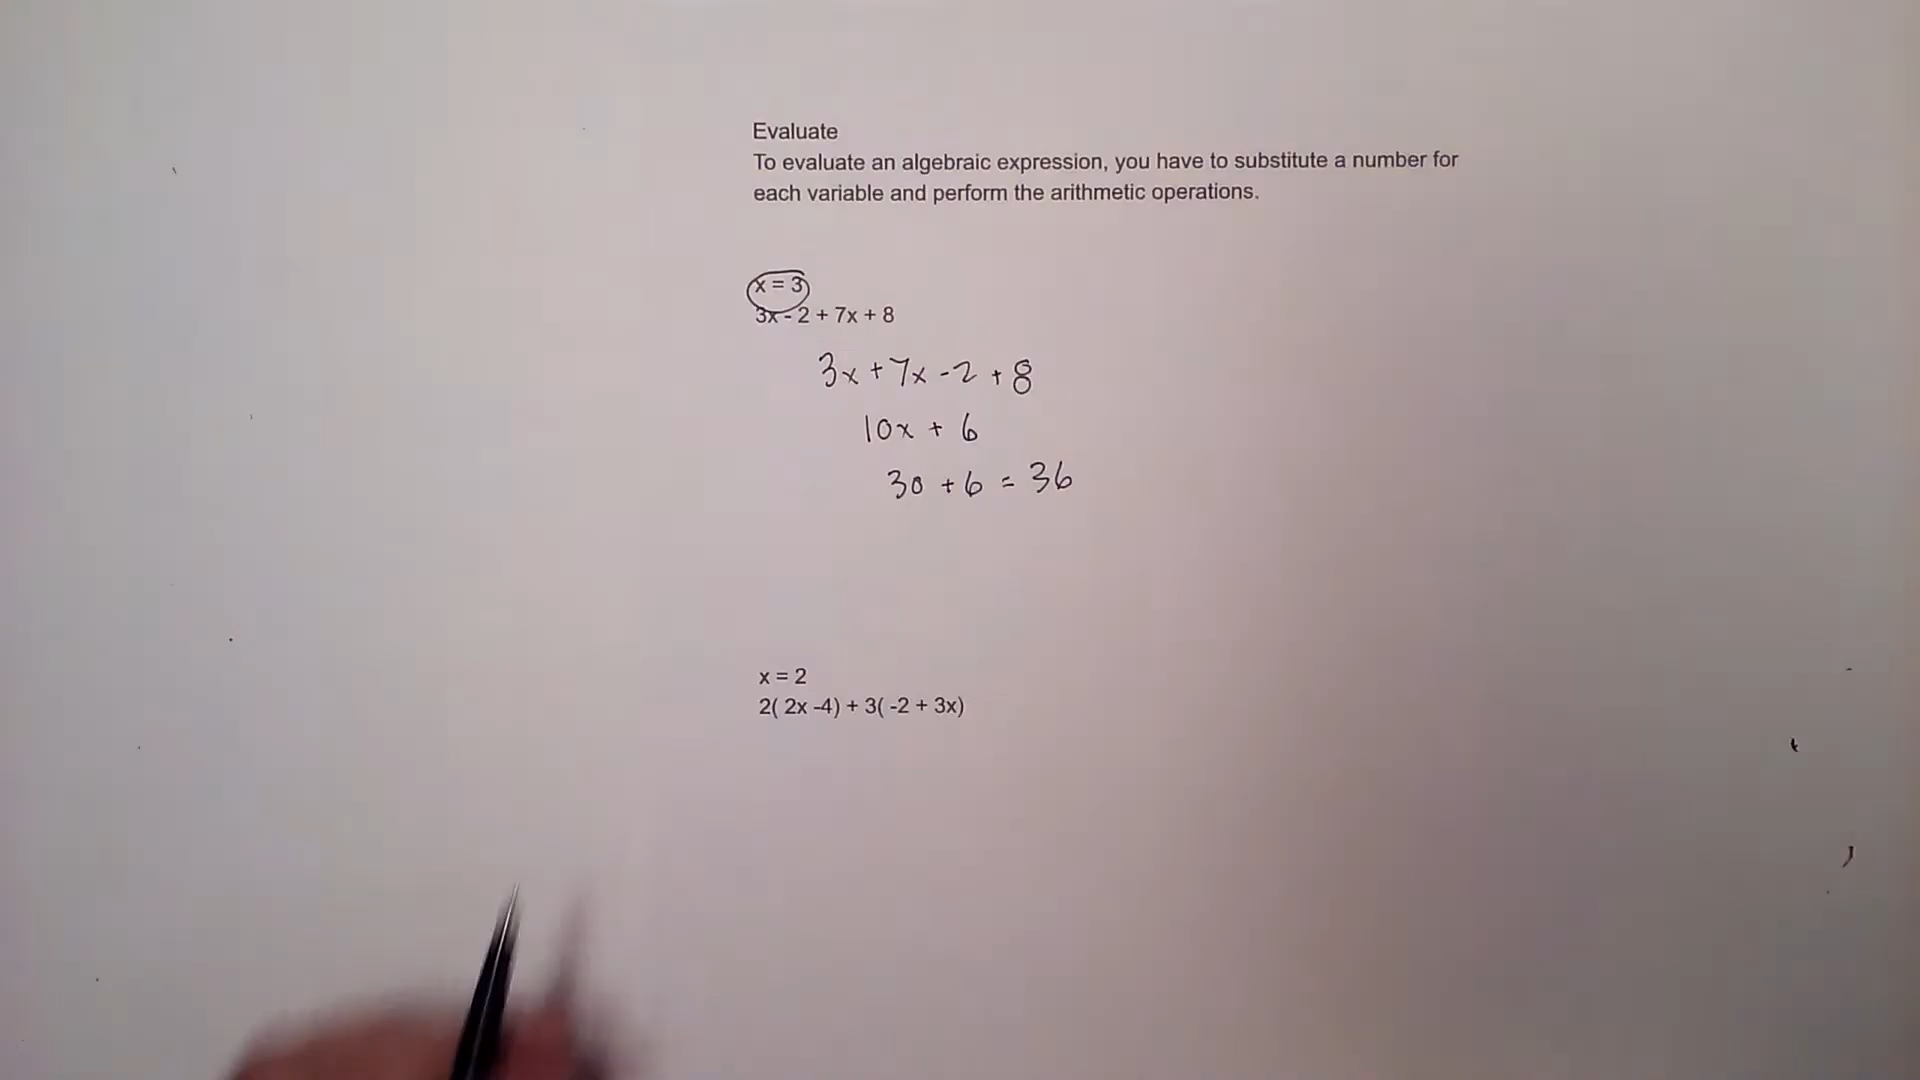 Evaluate
To evaluate an algebraic expression, you have to substitute a number for
each variable and perform the arithmetic operations.
x = 3
3x - 2 + 7x + 8
3x + 7x - 2 + 8
10x + 6
30 + 6 = 36
x = 2
2( 2x -4) + 3( -2 + 3x)